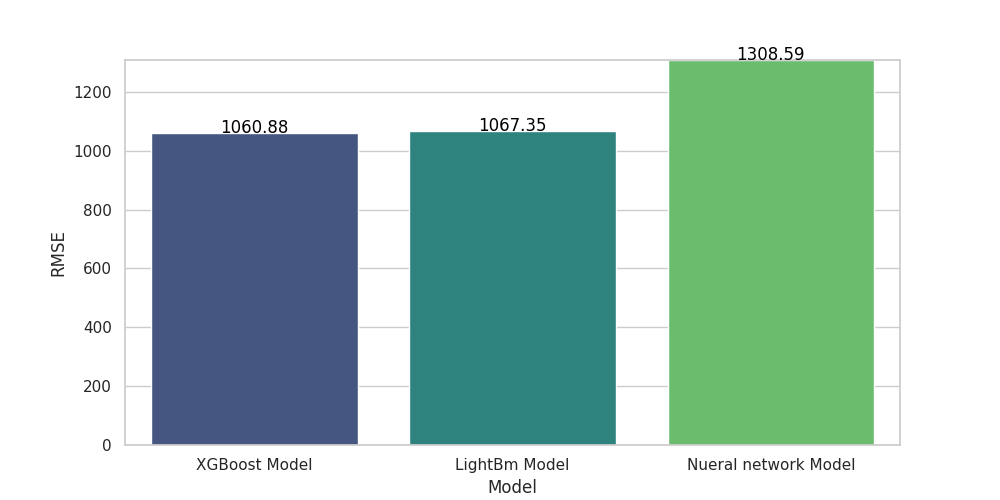 1308.59
1060.88
1067.35
1200
1000
800
600
400
200
0
RMSE
XGBoost Model
LightBm Model
Nueral network Model
Model